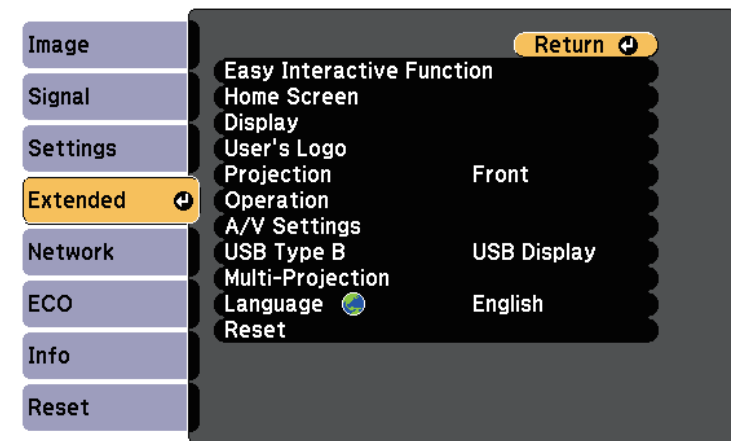 Image
Signal
Settings
Extended
Network
ECO
Info
Reset
Return
Easy Interactive Function
Home Screen
Display
User's Logo
Projection Front
Operation
A/V Settings
USB Type B USB Display
Multi-Projection
Language English
Reset